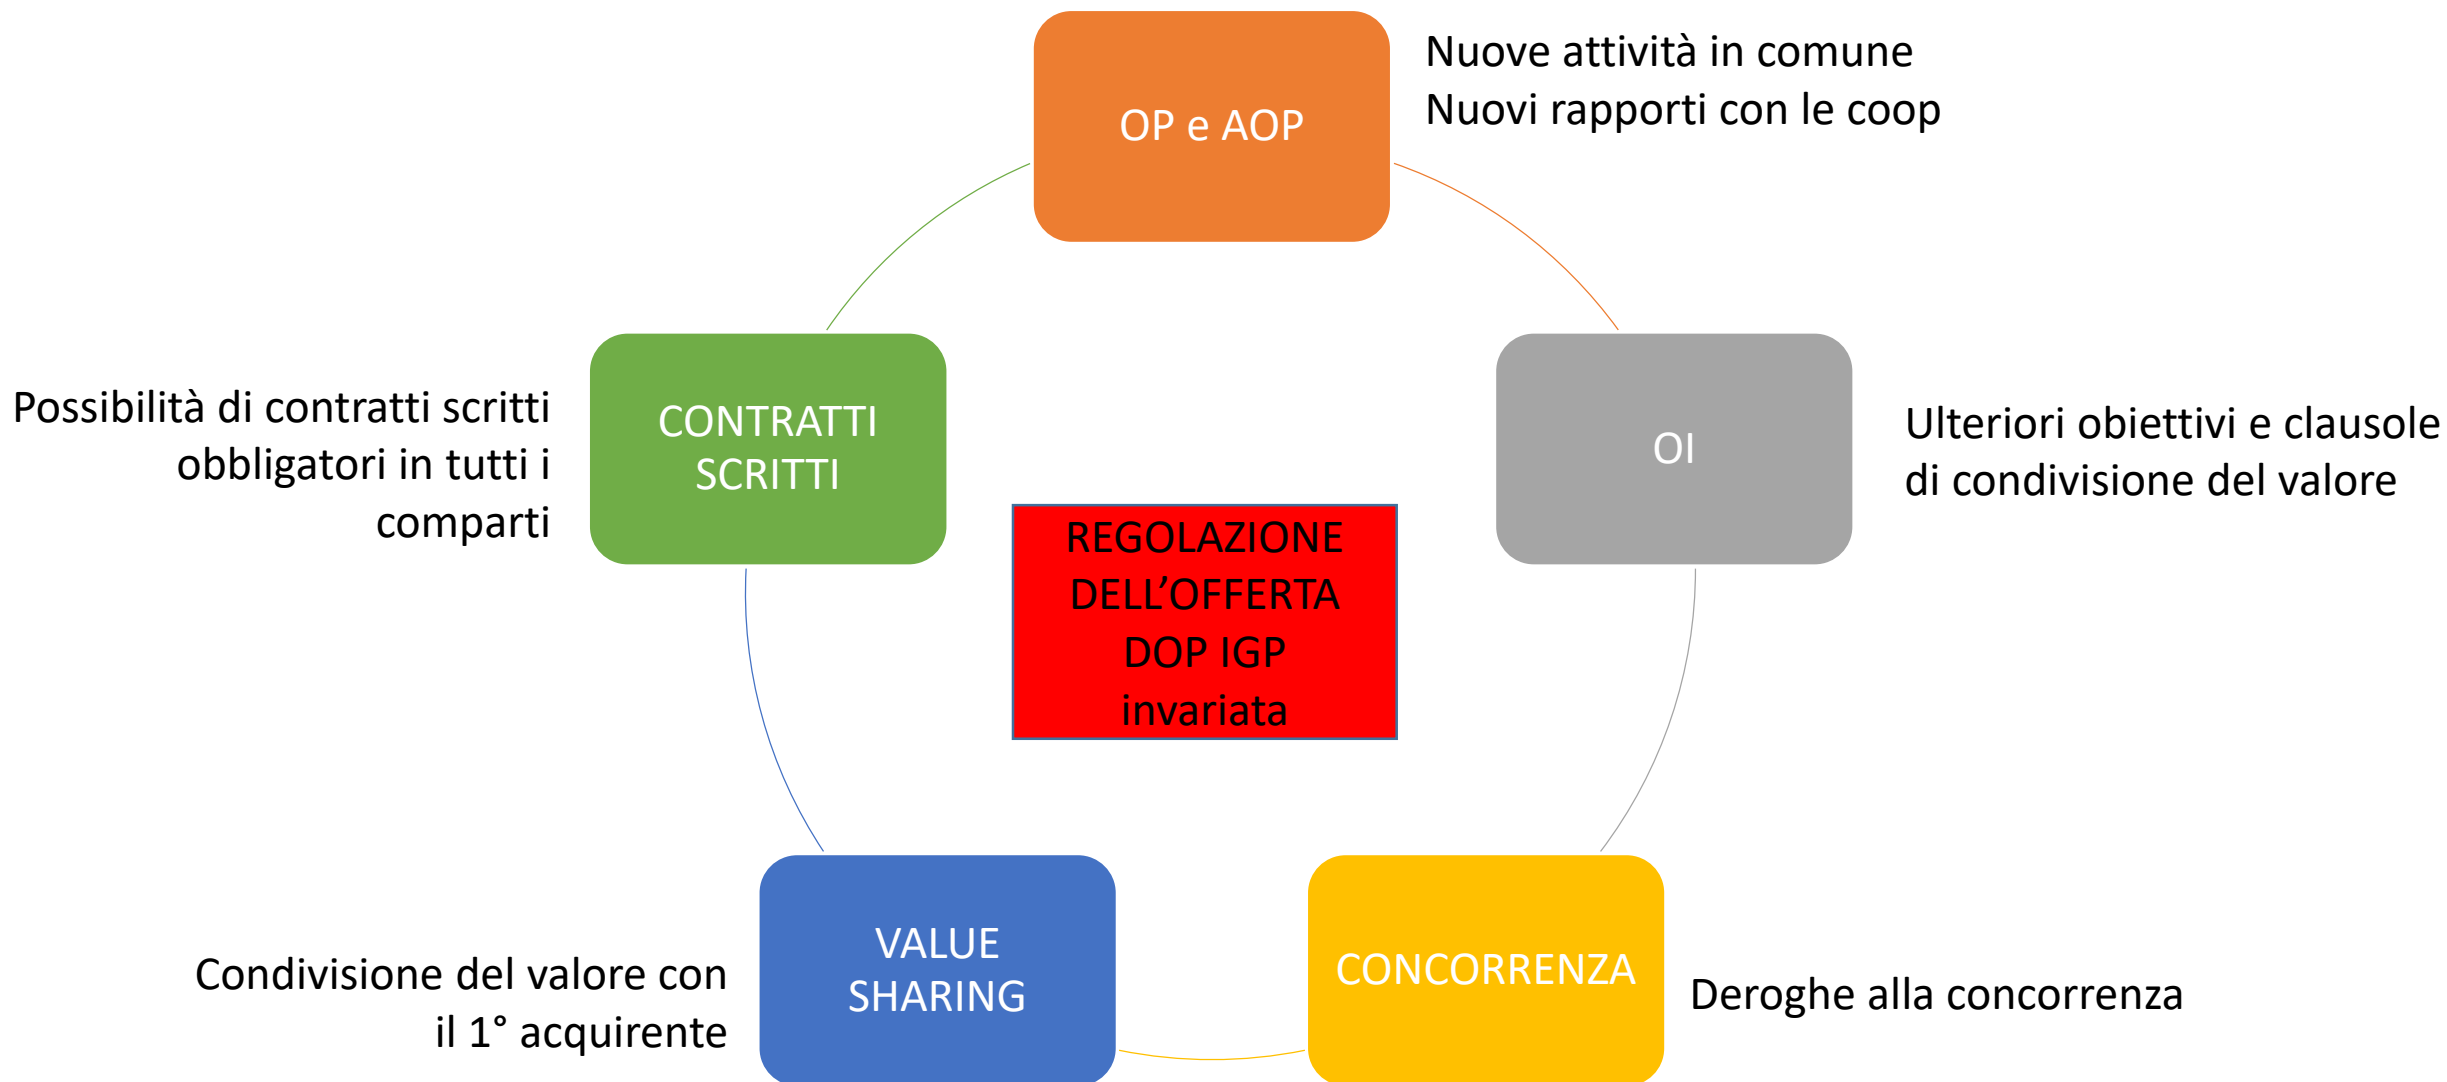 OP e AOP
Nuove attività in comune
Nuovi rapporti con le coop
CONTRATTI
SCRITTI
Possibilità di contratti scritti
obbligatori in tutti i
comparti
OI
Ulteriori obiettivi e clausole
di condivisione del valore
REGOLAZIONE
DELL’OFFERTA
DOP IGP
invariata
VALUE
SHARING
Condivisione del valore con
il 1° acquirente
CONCORRENZA
Deroghe alla concorrenza